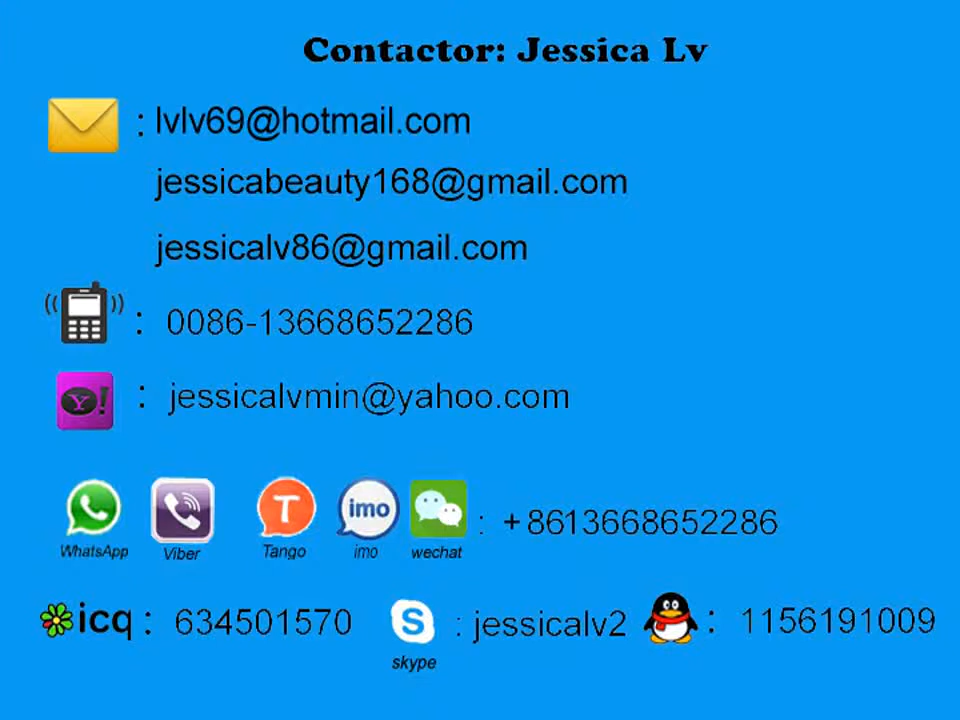 Contactor: Jessica Lv
: lvlv69@hotmail.com
jessicabeauty168@gmail.com
jessicalv86@gmail.com
: 0086-13668652286
Y! : jessicalvmin@yahoo.com
T imo : +8613668652286
WhatsApp Viber Tango imo wechat
icq : 634501570 S : jessicalv2 : 1156191009
skype